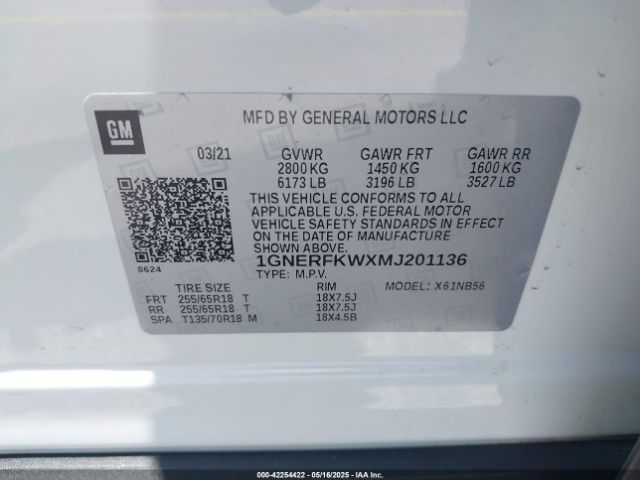 GM
MFD BY GENERAL MOTORS LLC
03/21 GVWR GAWR FRT GAWR RR
2800 KG 1450 KG 1600 KG
6173 LB 3196 LB 3527 LB
THIS VEHICLE CONFORMS TO ALL
APPLICABLE U.S. FEDERAL MOTOR
VEHICLE SAFETY STANDARDS IN EFFECT
ON THE DATE OF MANUFACTURE
SHOWN ABOVE.
8624
1GNERFKWXMJ201136
TYPE: M.P.V.
TIRE SIZE RIM MODEL: X61NB56
FRT 255/65R18 T 18X7.5J
RR 255/65R18 T 18X7.5J
SPA T135/70R18 M 18X4.5B
000-42254422 - 05/16/2025 - IAA Inc.